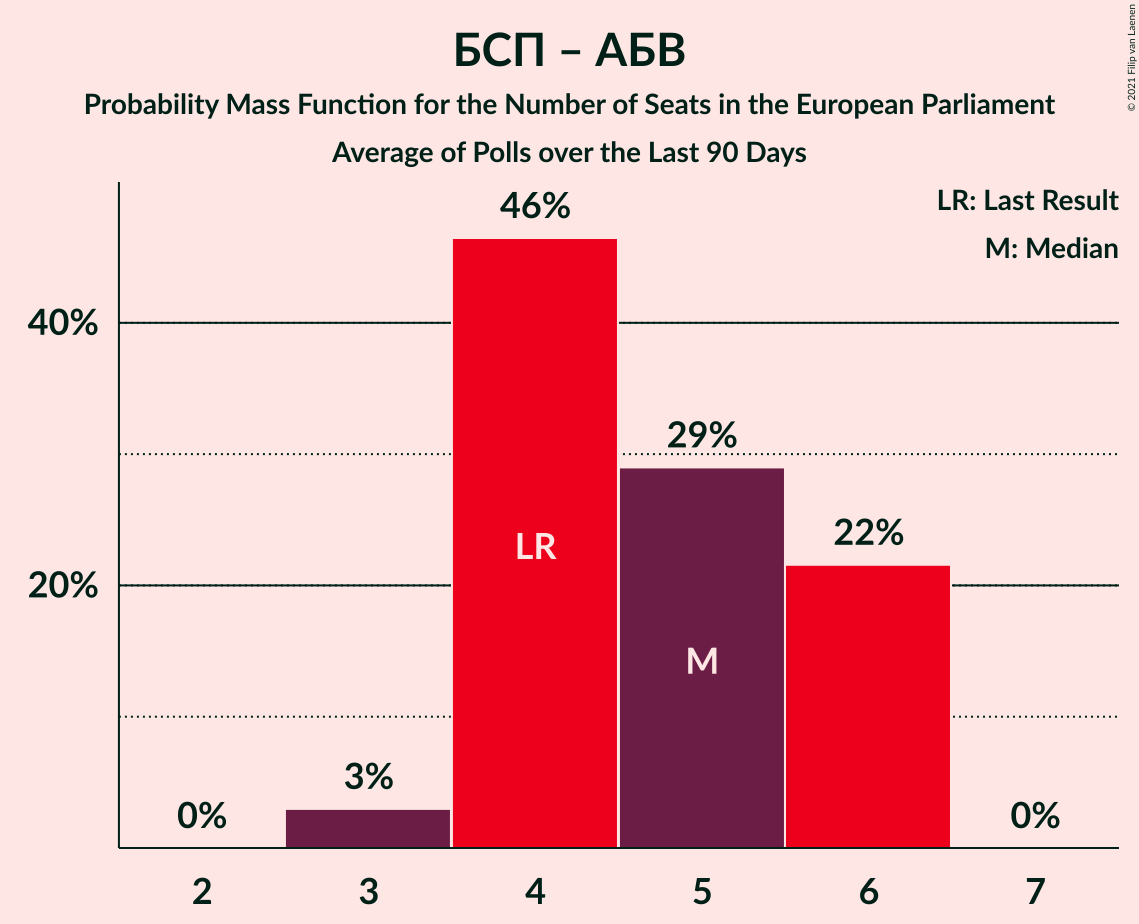 БСП – АБВ
Probability Mass Function for the Number of Seats in the European Parliament
Average of Polls over the Last 90 Days
© 2021 Filip van Laenen
LR: Last Result
M: Median
46%
40%
29%
22%
LR
20%
M
3%
0%
0%
2 3 4 5 6 7